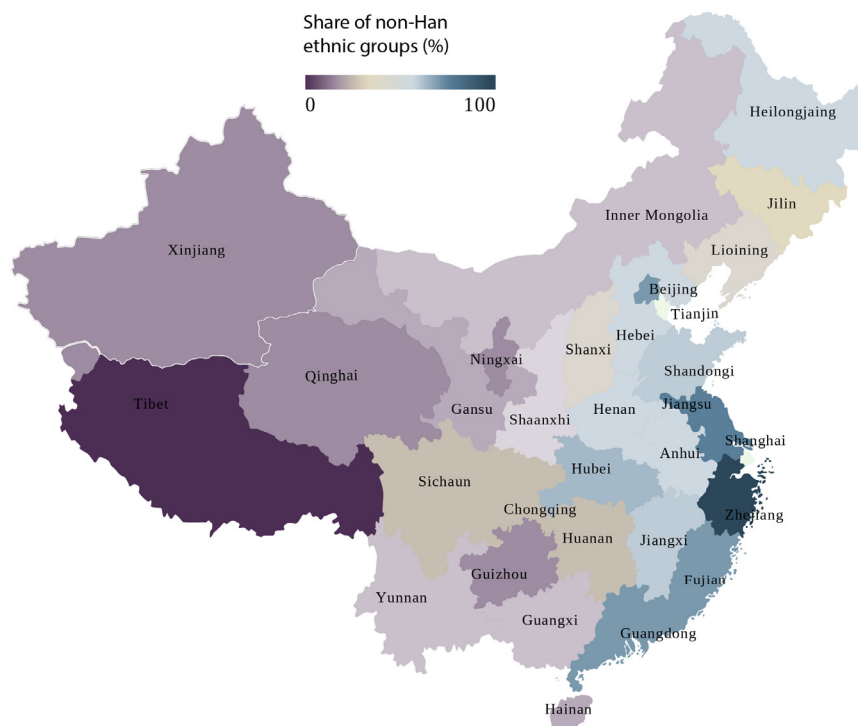 Share of non-Han
ethnic groups (%)
0 100
Heilongjaing
Jilin
Inner Mongolia
Lioining
Xinjiang
Beijing
Tianjin
Hebei
Shanxi
Ningxai
Shandongi
Qinghai
Tibet
Gansu
Shaanxhi
Henan
Jiangsu
Shanghai
Anhui
Hubei
Sichaun
Chongqing
Zhejiang
Huanan
Jiangxi
Guizhou
Fujian
Yunnan
Guangxi
Guangdong
Hainan